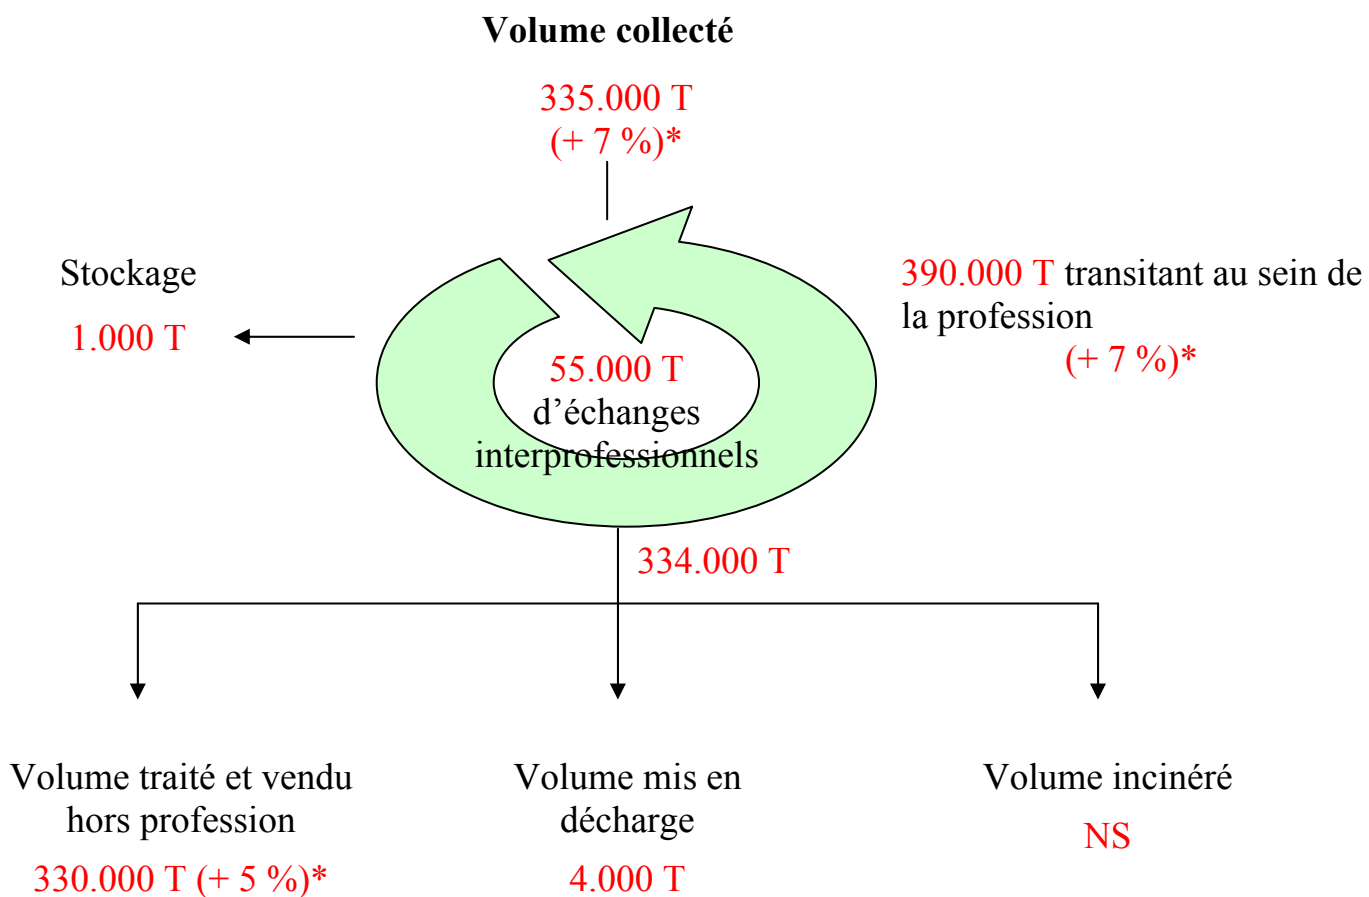 Volume collecté
335.000 T
(+ 7 %)*
Stockage
1.000 T
390.000 T transitant au sein de
la profession
(+ 7 %)*
55.000 T
d’échanges
interprofessionnels
334.000 T
Volume traité et vendu
hors profession
330.000 T (+ 5 %)*
Volume mis en
décharge
4.000 T
Volume incinéré
NS